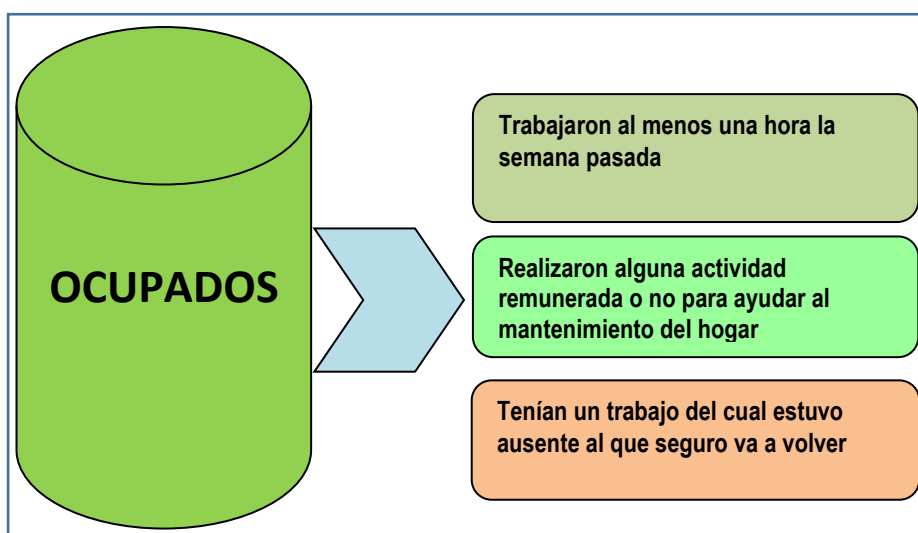 OCUPADOS
Trabajaron al menos una hora la
semana pasada
Realizaron alguna actividad
remunerada o no para ayudar al
mantenimiento del hogar
Tenían un trabajo del cual estuvo
ausente al que seguro va a volver